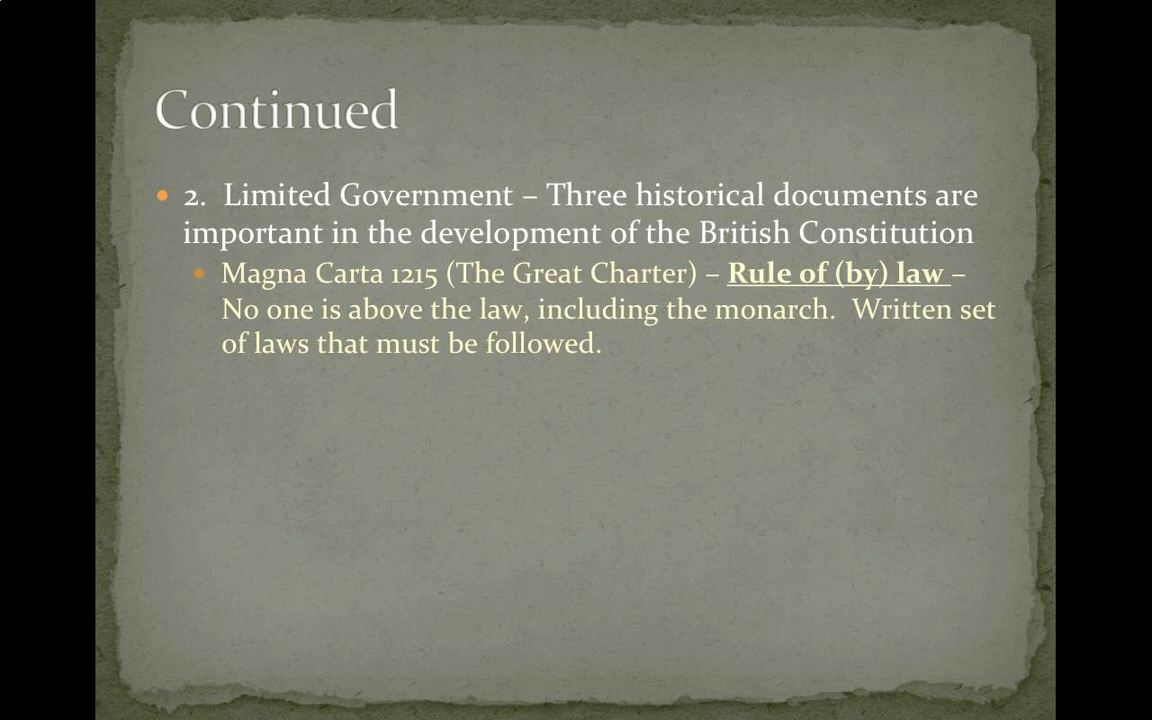 Continued
2. Limited Government – Three historical documents are
important in the development of the British Constitution
Magna Carta 1215 (The Great Charter) – Rule of (by) law –
No one is above the law, including the monarch. Written set
of laws that must be followed.